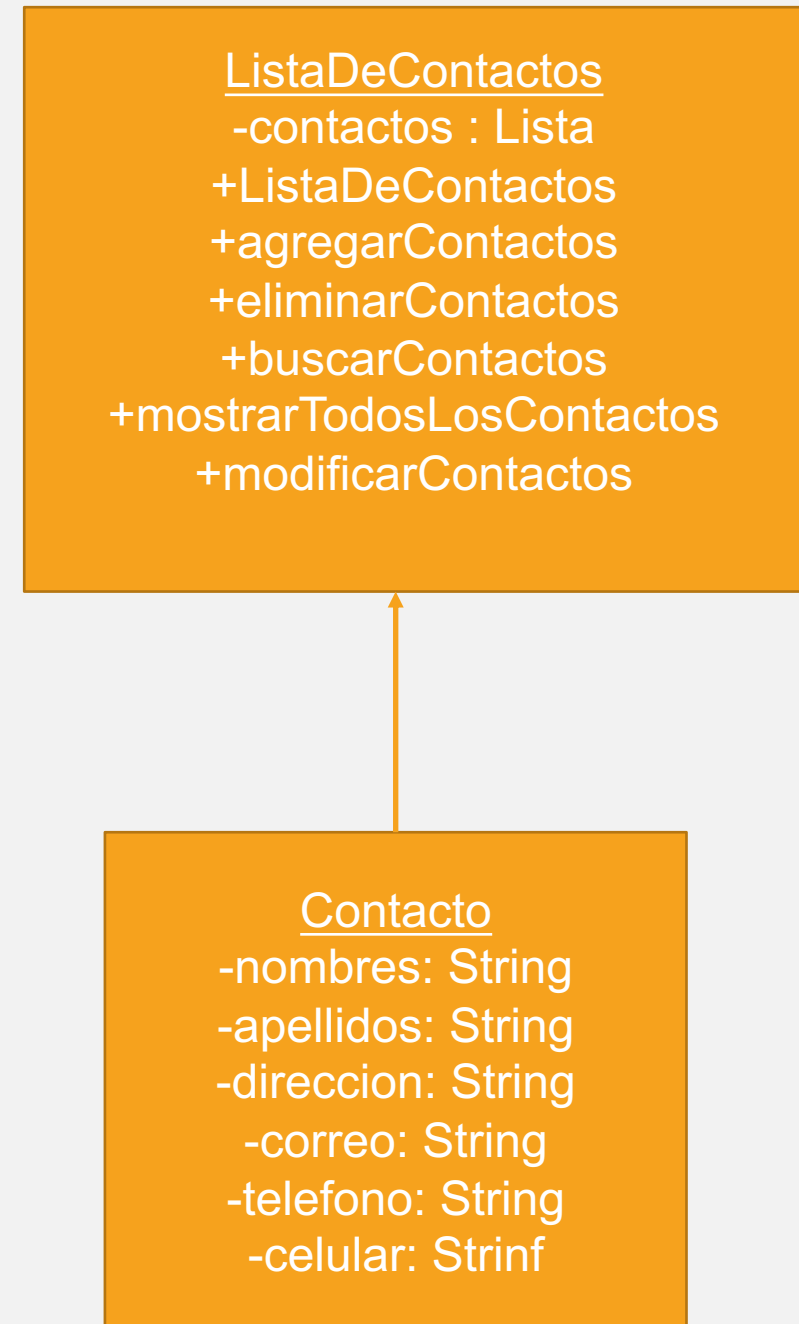 ListaDeContactos
-contactos : Lista
+ListaDeContactos
+agregarContactos
+eliminarContactos
+buscarContactos
+mostrarTodosLosContactos
+modificarContactos
Contacto
-nombres: String
-apellidos: String
-direccion: String
-correo: String
-telefono: String
-celular: Strinf